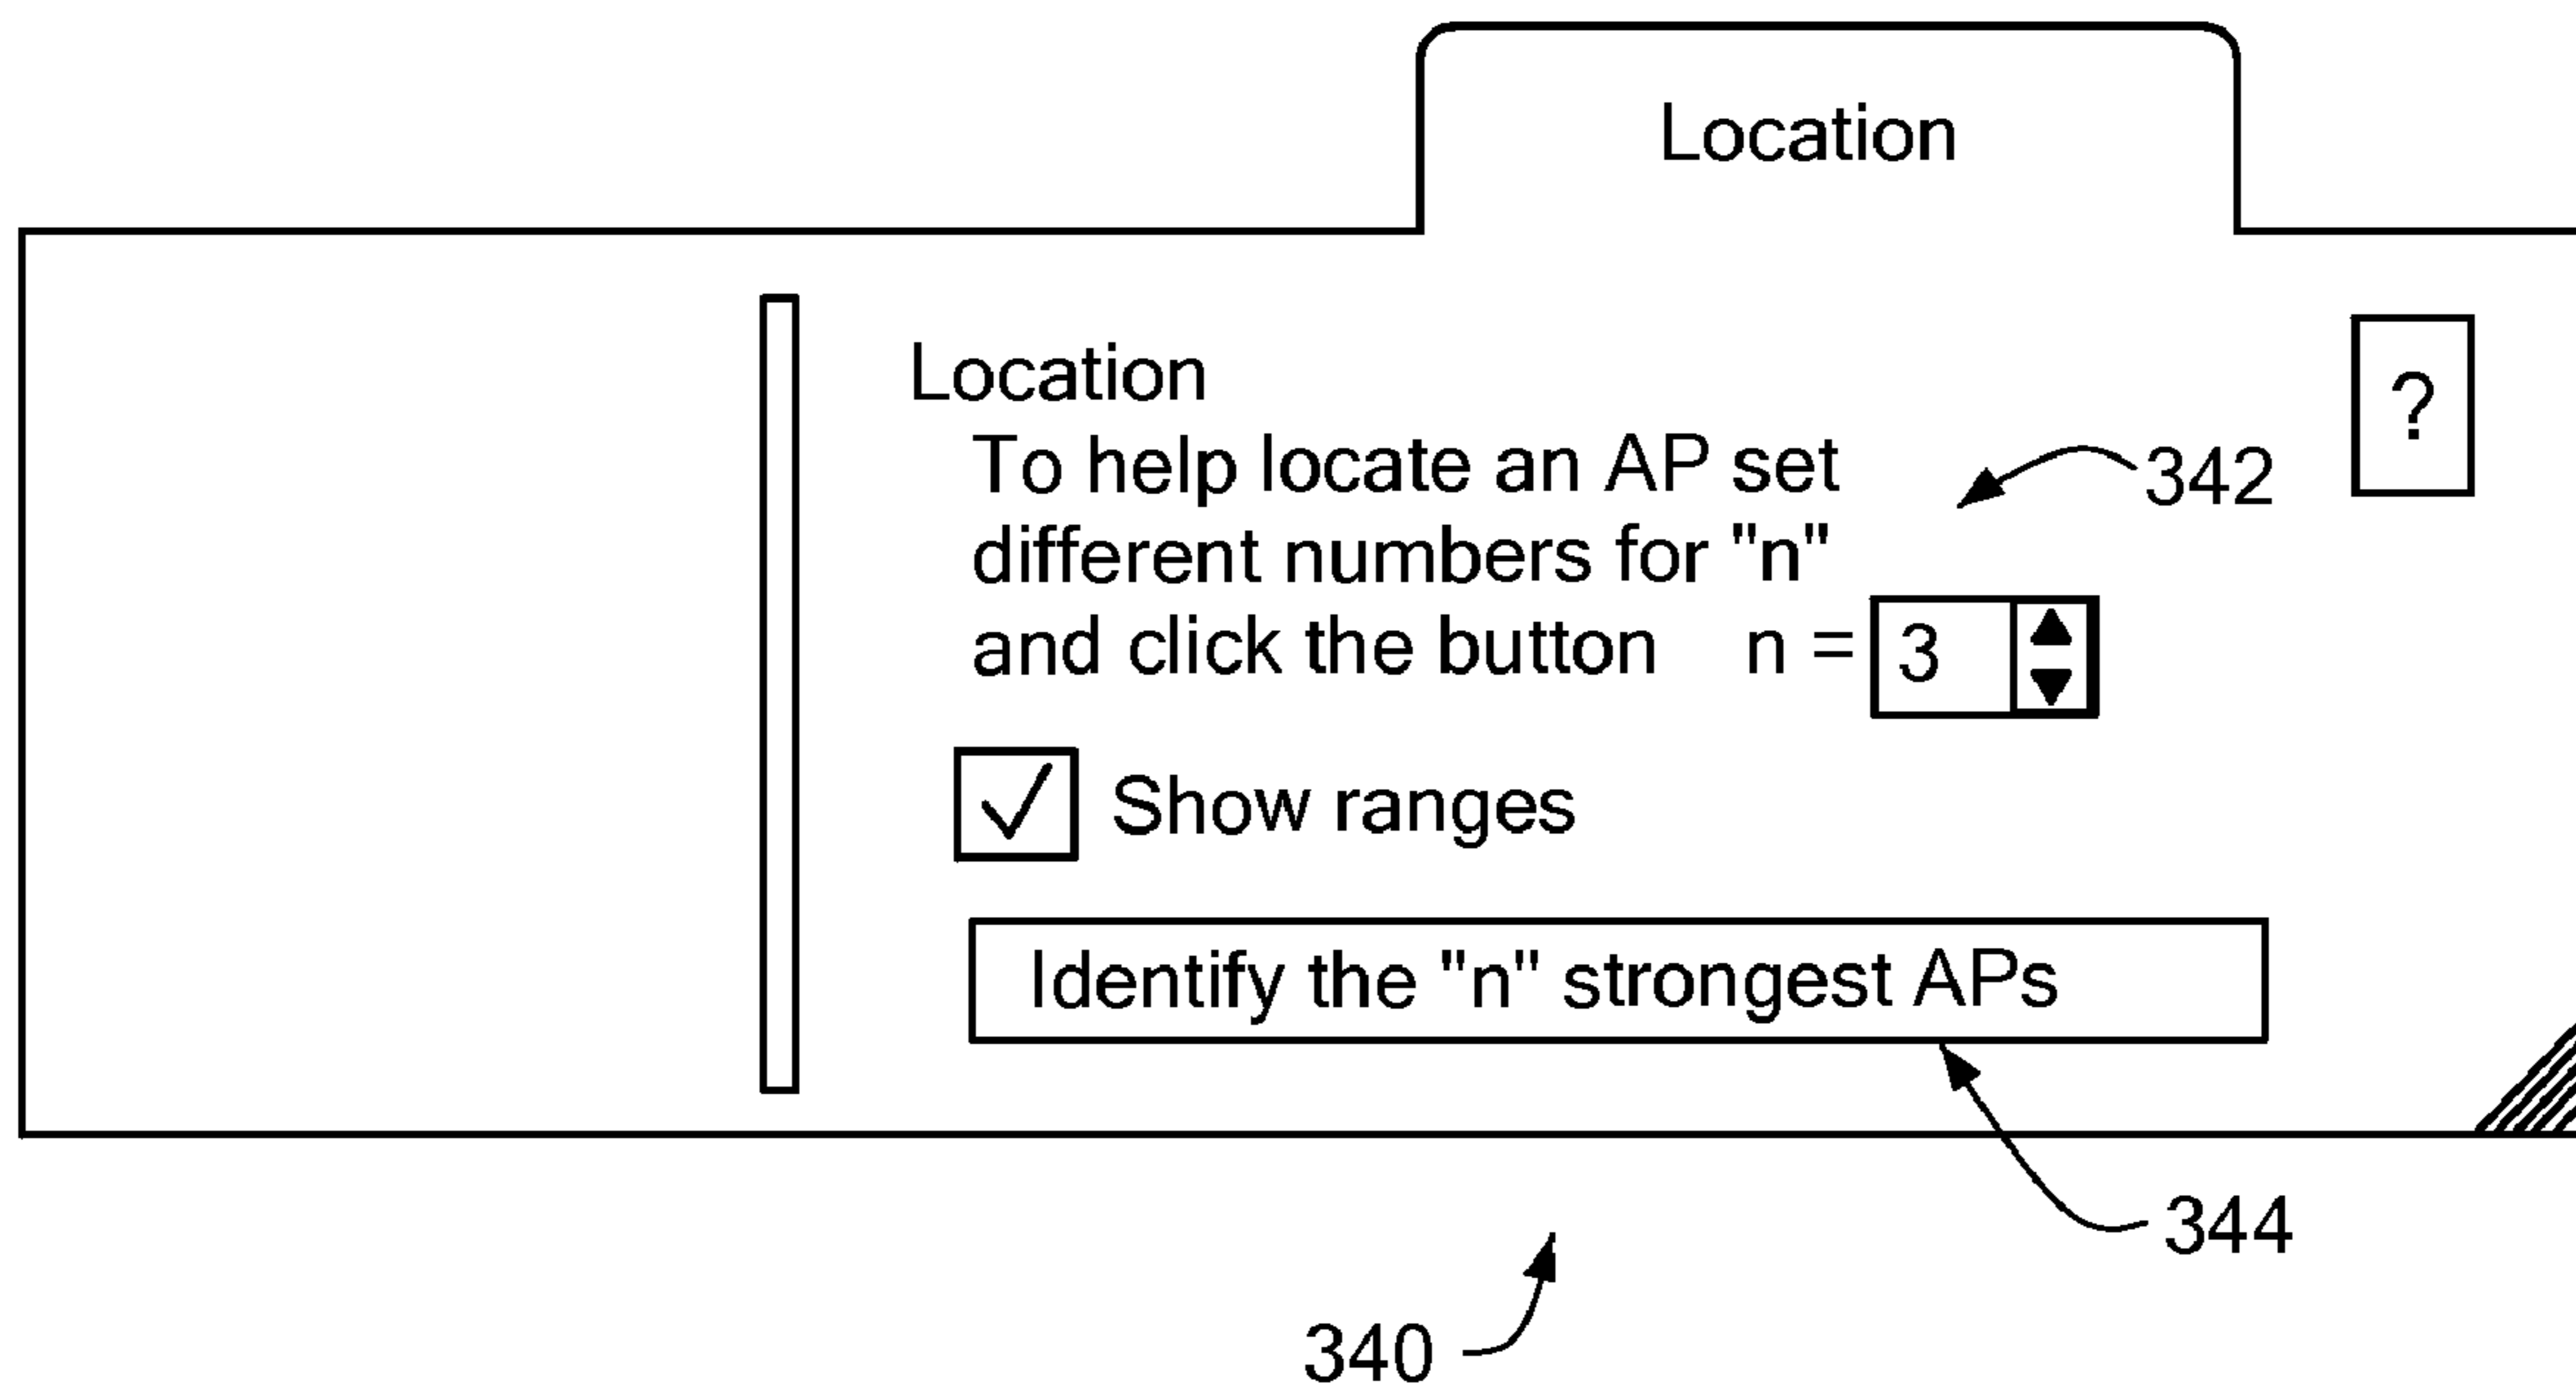 Location
Location
?
To help locate an AP set
342
different numbers for "n"
and click the button n = 3
Show ranges
Identify the "n" strongest APs
344
340